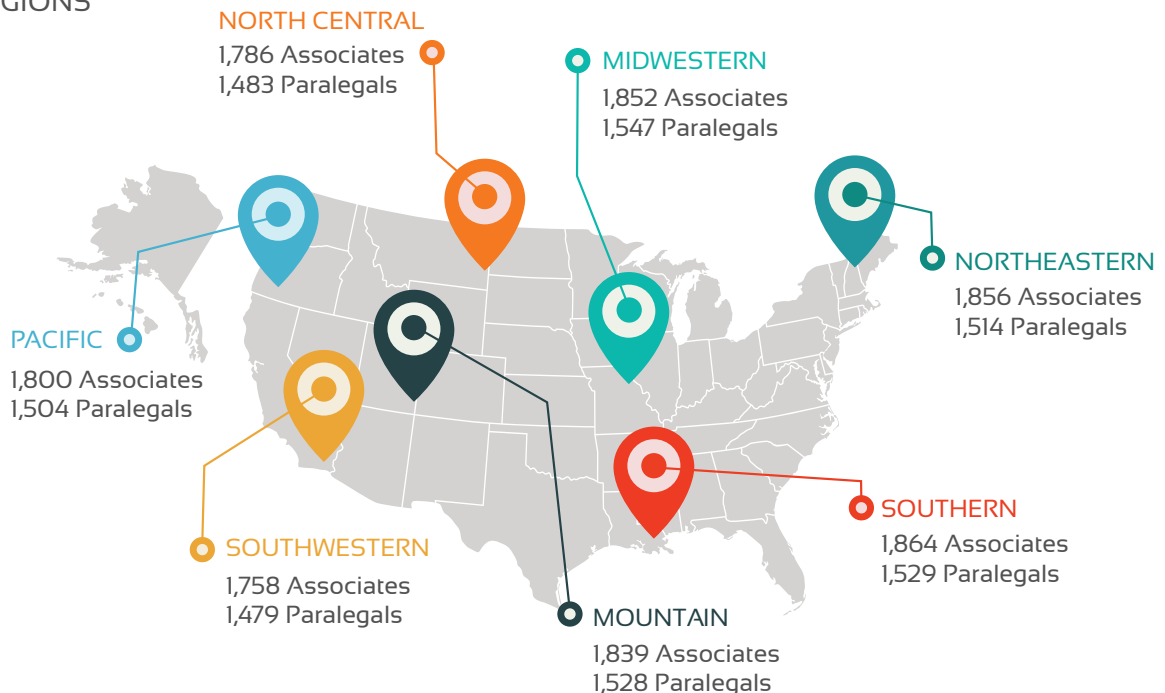 GIONS
NORTH CENTRAL
1,786 Associates
1,483 Paralegals
MIDWESTERN
1,852 Associates
1,547 Paralegals
NORTHEASTERN
1,856 Associates
1,514 Paralegals
PACIFIC
1,800 Associates
1,504 Paralegals
SOUTHERN
1,864 Associates
1,529 Paralegals
SOUTHWESTERN
1,758 Associates
1,479 Paralegals
MOUNTAIN
1,839 Associates
1,528 Paralegals